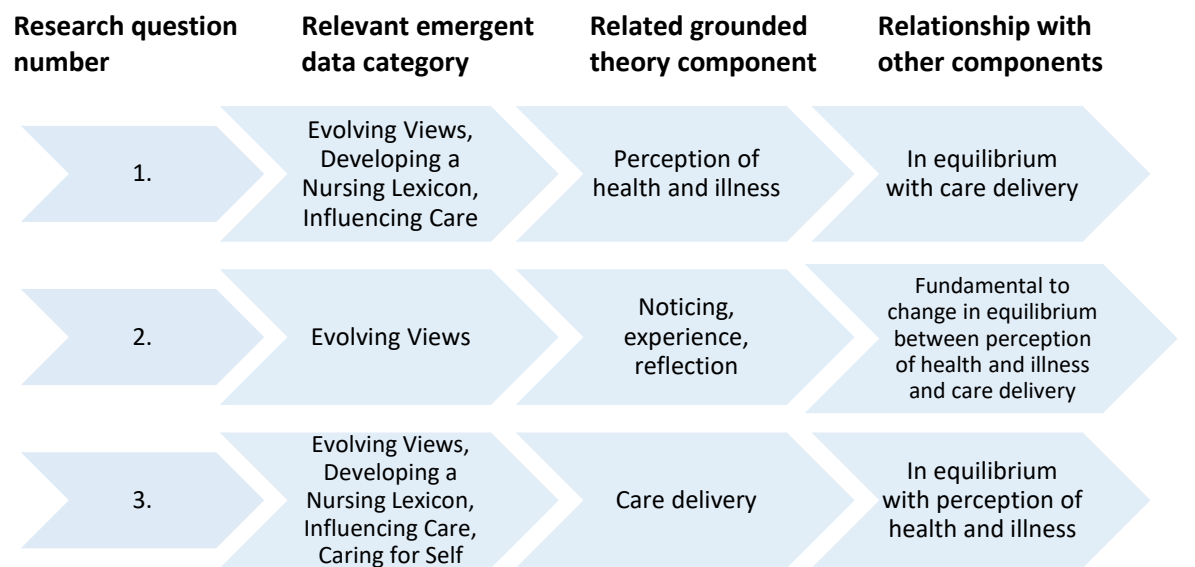 Research question
number
Relevant emergent
data category
Related grounded
theory component
Relationship with
other components
1.
Evolving Views,
Developing a
Nursing Lexicon,
Influencing Care
Perception of
health and illness
In equilibrium
with care delivery
2.
Evolving Views
Noticing,
experience,
reflection
Fundamental to
change in equilibrium
between perception
of health and illness
and care delivery
3.
Evolving Views,
Developing a
Nursing Lexicon,
Influencing Care,
Caring for Self
Care delivery
In equilibrium
with perception of
health and illness